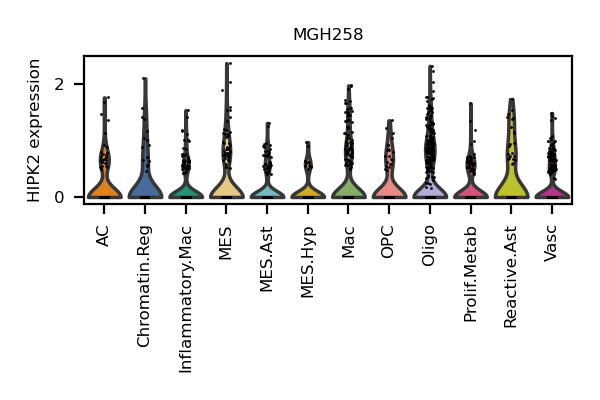 MGH258
HIPK2 expression
2
0
AC
Chromatin.Reg
Inflammatory.Mac
MES
MES.Ast
MES.Hyp
Mac
OPC
Oligo
Prolif.Metab
Reactive.Ast
Vasc